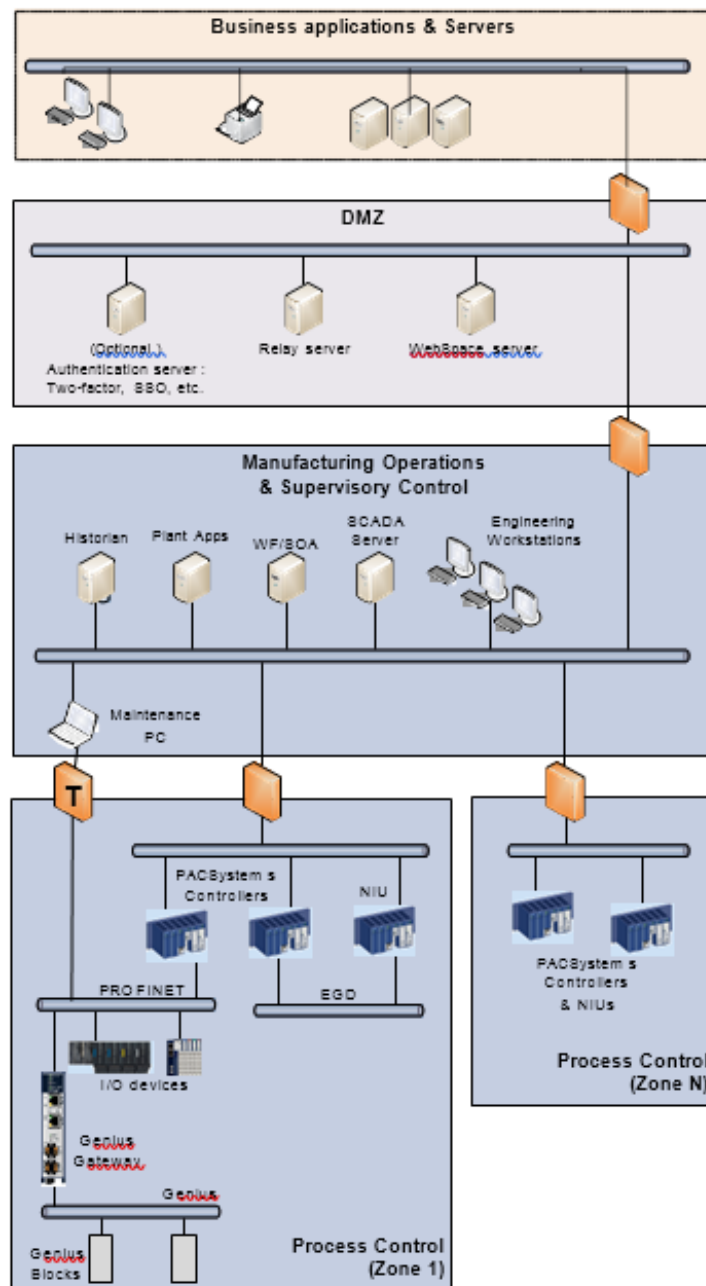 Business applications & Servers
DMZ
(Optional )
Authentication server :
Two-factor, SSO, etc.
Relay server
WebSpace server
Manufacturing Operations
& Supervisory Control
Historian
Plant Apps
WF/SOA
SCADA
Server
Engineering
Workstations
Maintenance
PC
T
PACSystem s
Controllers
NIU
PROFINET
EGD
I/O devices
Genius
Gateway
Genius
Genius
Blocks
Process Control
(Zone 1)
PACSystem s
Controllers
& NIUs
Process Control
(Zone N)